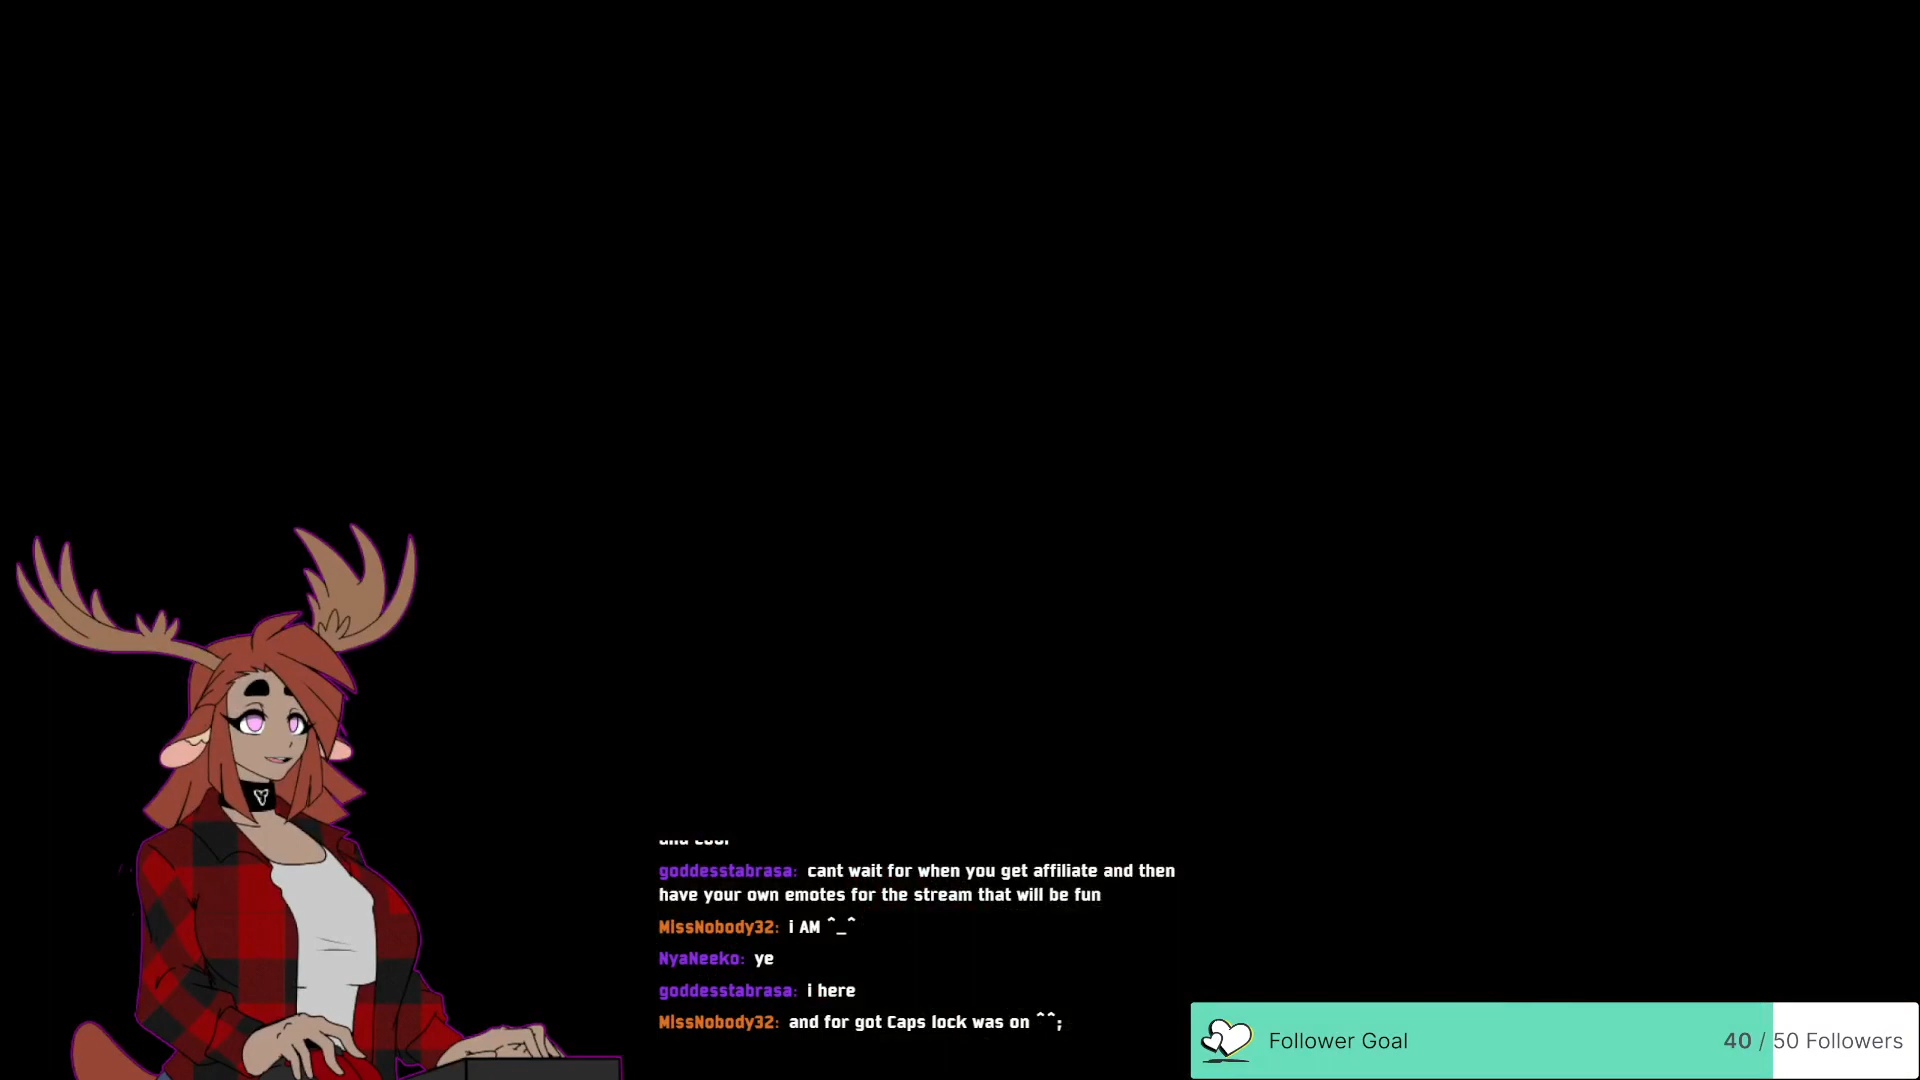 and cool
goddesstabrasa: cant wait for when you get affiliate and then
have your own emotes for the stream that will be fun
MissNobody32: i AM ^_^
NyaNeeko: ye
goddesstabrasa: i here
MissNobody32: and for got Caps lock was on ^^;
Follower Goal
40 / 50 Followers